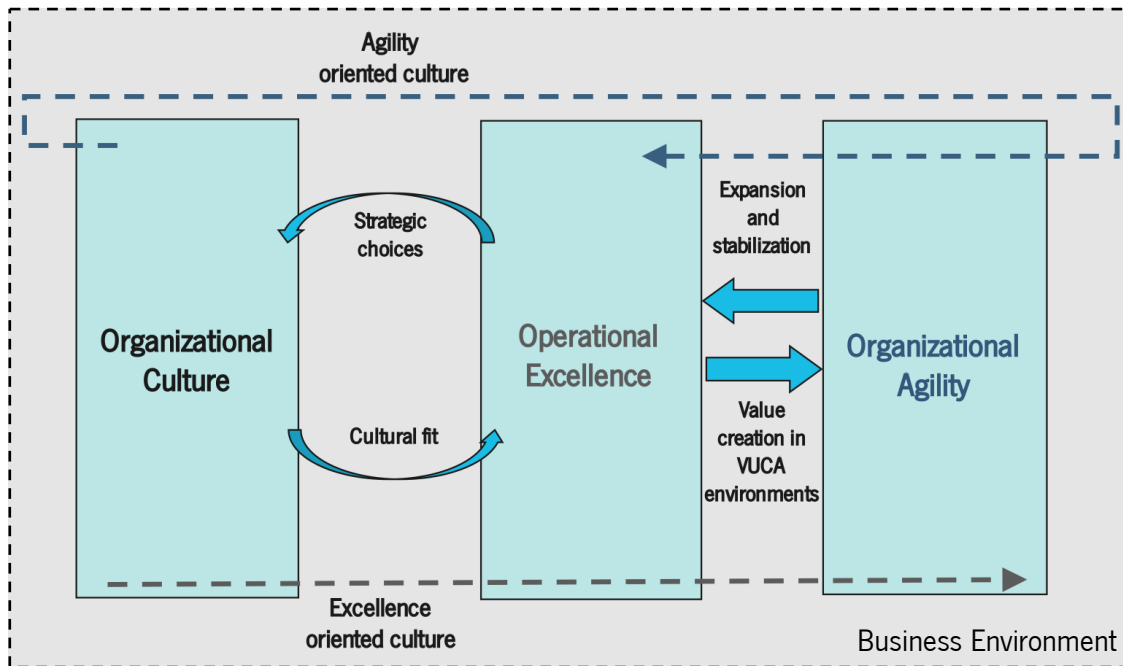 Agility
oriented culture
Strategic
choices
Expansion
and
stabilization
Organizational
Culture
Operational
Excellence
Organizational
Agility
Cultural fit
Value
creation in
VUCA
environments
Excellence
oriented culture
Business Environment